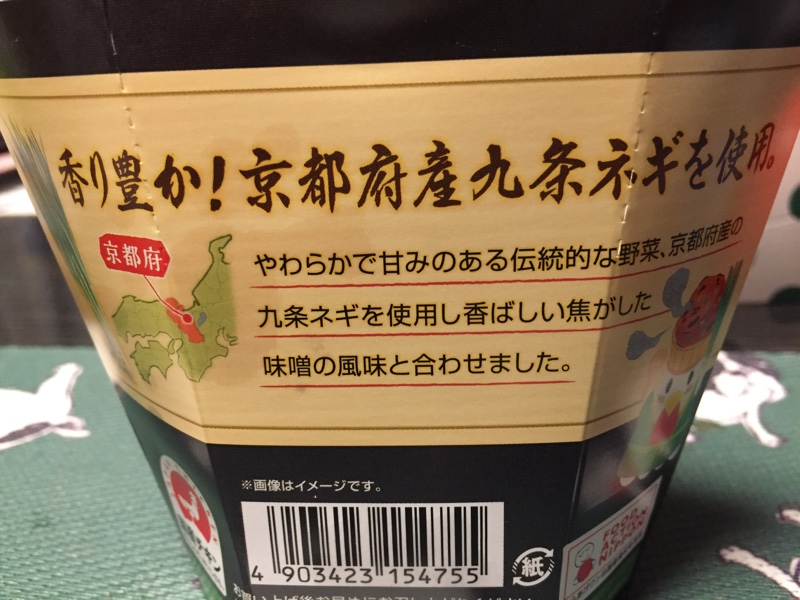 香り豊か!京都府産九条ネギを使用。
京都府
やわらかで甘みのある伝統的な野菜、京都府産の
九条ネギを使用し香ばしい焦がした
味噌の風味と合わせました。
※画像はイメージです。
4 903423 154755
紙
FOOD
ACTION
NIPPON